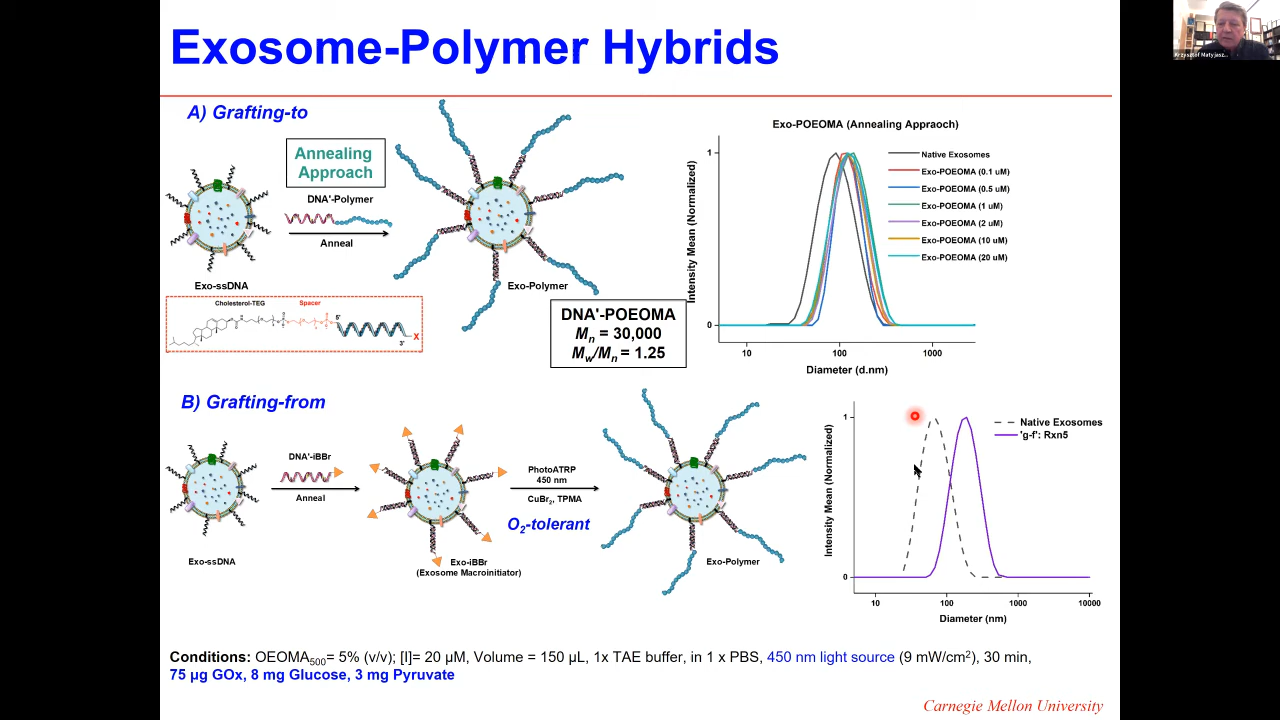 Exosome-Polymer Hybrids
Krzysztof Matyjasz...
A) Grafting-to
Annealing
Approach
DNA'-Polymer
Anneal
Exo-ssDNA
Exo-Polymer
Cholesterol-TEG
Spacer
5'
3'
X
DNA'-POEOMA
Mn = 30,000
Mw/Mn = 1.25
Exo-POEOMA (Annealing Appraoch)
Intensity Mean (Normalized)
1
0
10
100
1000
Diameter (d.nm)
Native Exosomes
Exo-POEOMA (0.1 uM)
Exo-POEOMA (0.5 uM)
Exo-POEOMA (1 uM)
Exo-POEOMA (2 uM)
Exo-POEOMA (10 uM)
Exo-POEOMA (20 uM)
B) Grafting-from
DNA'-iBBr
Anneal
Exo-ssDNA
Exo-iBBr
(Exosome Macroinitiator)
PhotoATRP
450 nm
CuBr2, TPMA
O2-tolerant
Exo-Polymer
Intensity Mean (Normalized)
1
0
10
100
1000
10000
Diameter (nm)
Native Exosomes
'g-f': Rxn5
Conditions: OEOMA500= 5% (v/v); [I]= 20 µM, Volume = 150 µL, 1x TAE buffer, in 1 x PBS, 450 nm light source (9 mW/cm2), 30 min,
75 µg GOx, 8 mg Glucose, 3 mg Pyruvate
Carnegie Mellon University